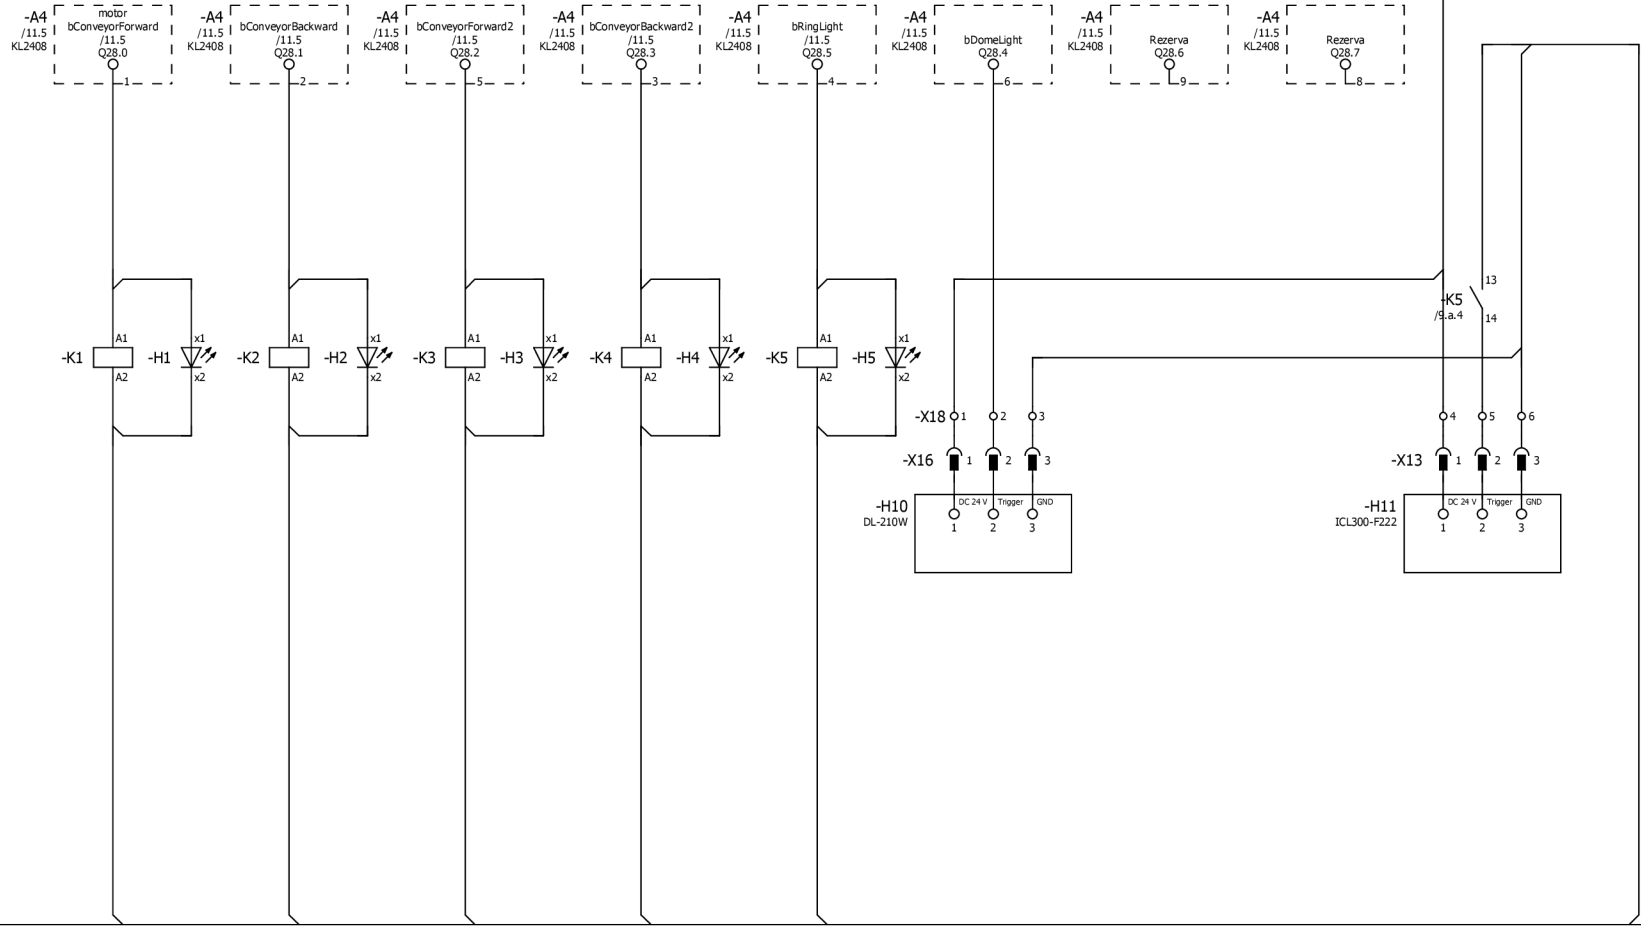 -A4
/11.5
KL2408
motor
bConveyorForward
/11.5
Q28.0
1
-A4
/11.5
KL2408
bConveyorBackward
/11.5
Q28.1
2
-A4
/11.5
KL2408
bConveyorForward2
/11.5
Q28.2
5
-A4
/11.5
KL2408
bConveyorBackward2
/11.5
Q28.3
3
-A4
/11.5
KL2408
bRingLight
/11.5
Q28.5
4
-A4
/11.5
KL2408
bDomeLight
Q28.4
6
-A4
/11.5
KL2408
Rezerva
Q28.6
9
-A4
/11.5
KL2408
Rezerva
Q28.7
8
13
-K5
/9.a.4
14
-K1 A1 A2
-H1 x1 x2
-K2 A1 A2
-H2 x1 x2
-K3 A1 A2
-H3 x1 x2
-K4 A1 A2
-H4 x1 x2
-K5 A1 A2
-H5 x1 x2
-X18 1 2 3
4 5 6
-X16 1 2 3
-X13 1 2 3
-H10
DL-210W
DC 24 V Trigger GND
1 2 3
-H11
ICL300-F222
DC 24 V Trigger GND
1 2 3